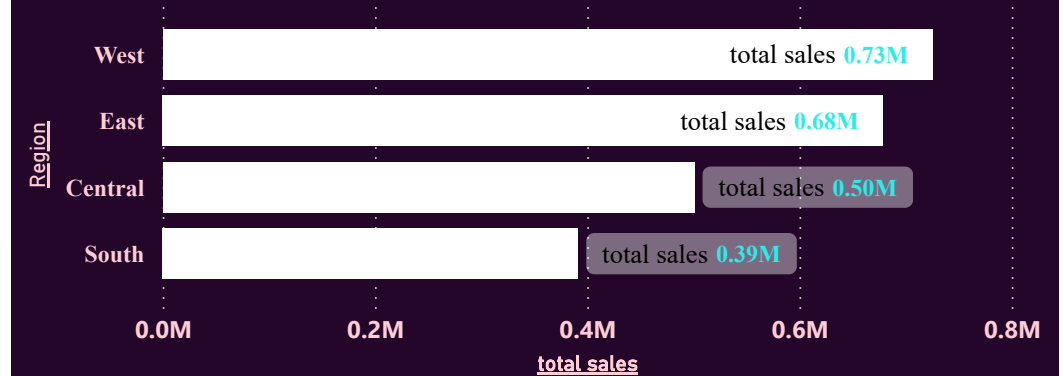 Region
West total sales 0.73M
East total sales 0.68M
Central total sales 0.50M
South total sales 0.39M
0.0M 0.2M 0.4M 0.6M 0.8M
total sales